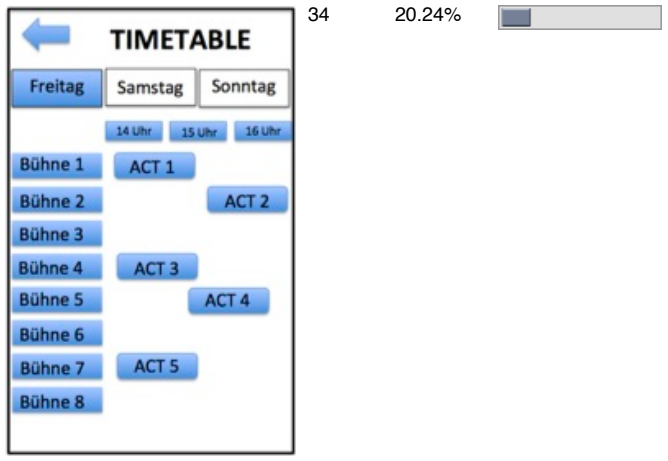 34 20.24%
TIMETABLE
Freitag Samstag Sonntag
14 Uhr 15 Uhr 16 Uhr
Bühne 1 ACT 1
Bühne 2 ACT 2
Bühne 3
Bühne 4 ACT 3
Bühne 5 ACT 4
Bühne 6
Bühne 7 ACT 5
Bühne 8